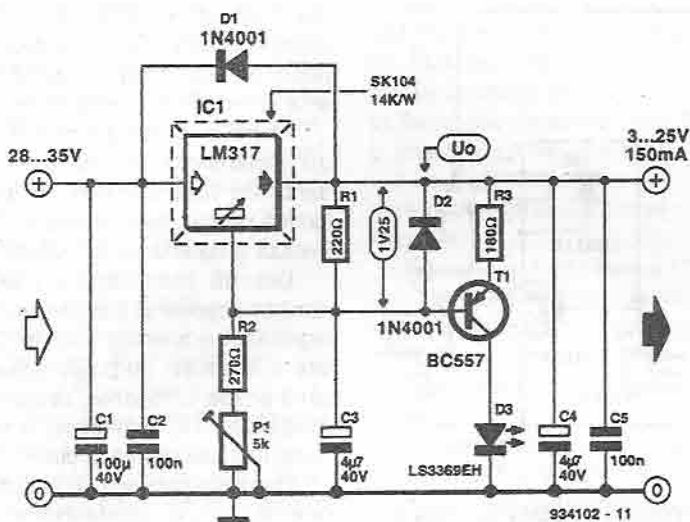 D1
1N4001
SK104
14K/W
IC1
LM317
28...35V
Uo
3...25V
150mA
+
+
R1
220Ω
1V25
D2
R3
180Ω
T1
1N4001
BC557
R2
270Ω
P1
5k
C1
100µ
40V
C2
100n
C3
4µ7
40V
D3
LS3369EH
C4
4µ7
40V
C5
100n
0
0
934102 - 11